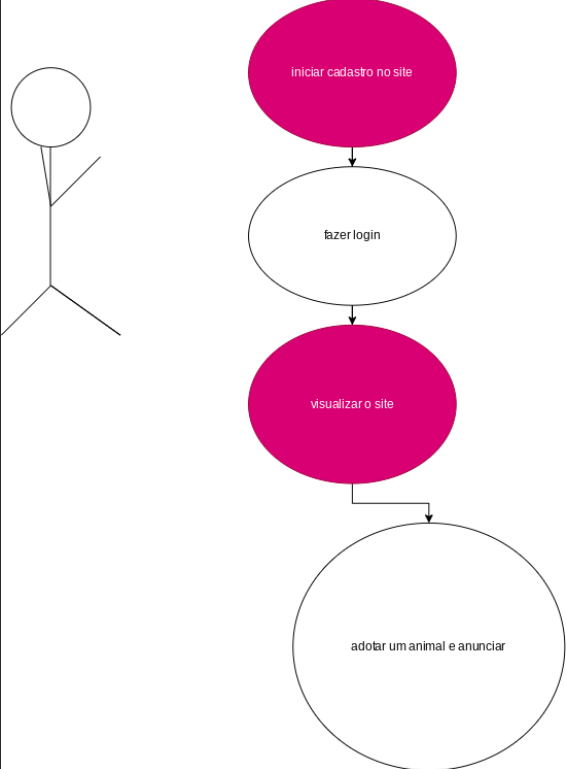 iniciar cadastro no site
fazer login
visualizar o site
adotar um animal e anunciar